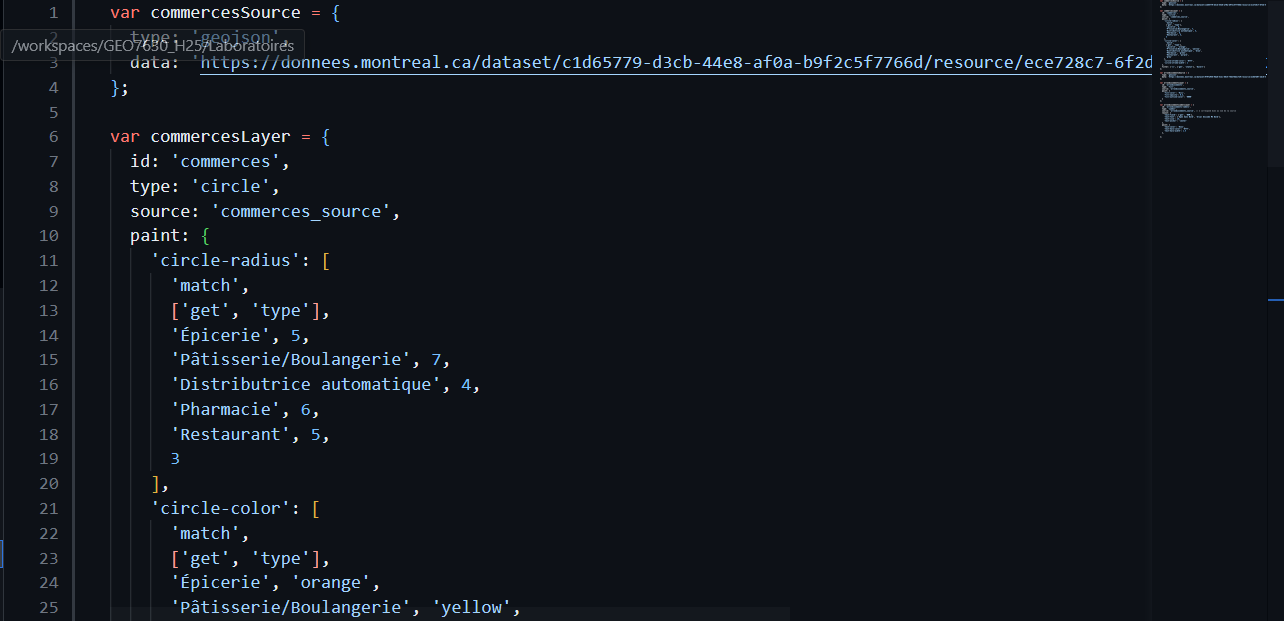 1 var commercesSource = {
2 type: 'geojson',
/workspaces/GEO7630_H25/Laboratoires
3 data: 'https://donnees.montreal.ca/dataset/c1d65779-d3cb-44e8-af0a-b9f2c5f7766d/resource/ece728c7-6f2d
4 };
5
6 var commercesLayer = {
7 id: 'commerces',
8 type: 'circle',
9 source: 'commerces_source',
10 paint: {
11 'circle-radius': [
12 'match',
13 ['get', 'type'],
14 'Épicerie', 5,
15 'Pâtisserie/Boulangerie', 7,
16 'Distributrice automatique', 4,
17 'Pharmacie', 6,
18 'Restaurant', 5,
19 3
20 ],
21 'circle-color': [
22 'match',
23 ['get', 'type'],
24 'Épicerie', 'orange',
25 'Pâtisserie/Boulangerie', 'yellow',